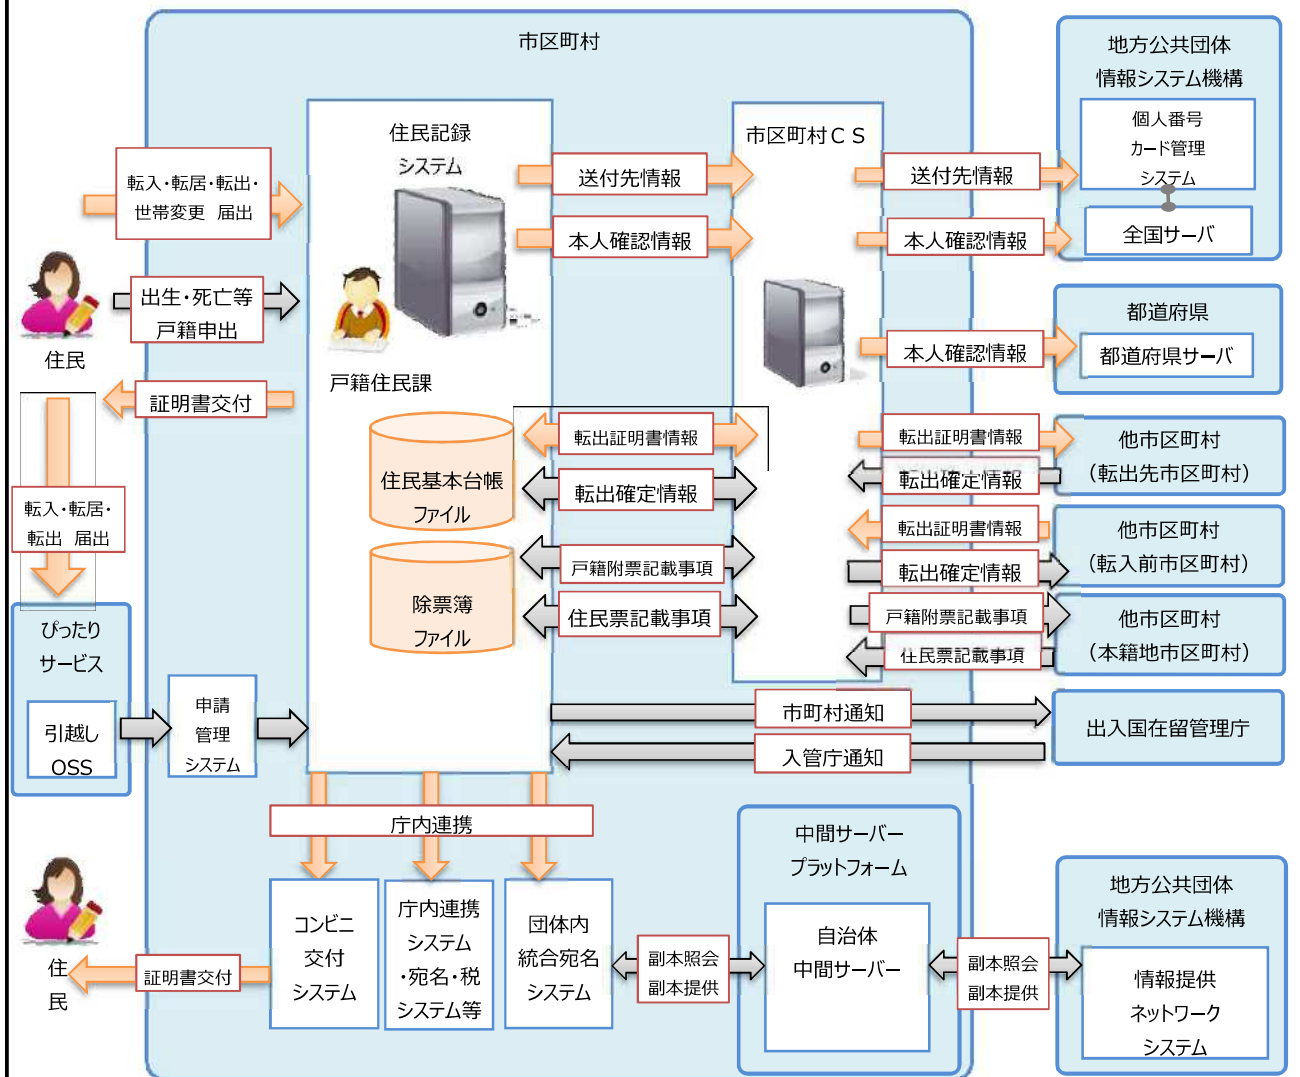 市区町村
地方公共団体
情報システム機構
個人番号
カード管理
システム
全国サーバ
住民記録
システム
市区町村ＣＳ
転入・転居・転出・
世帯変更　届出
送付先情報
送付先情報
本人確認情報
本人確認情報
住民
出生・死亡等
戸籍申出
都道府県
都道府県サーバ
本人確認情報
戸籍住民課
証明書交付
住民基本台帳
ファイル
除票簿
ファイル
転出証明書情報
転出確定情報
戸籍附票記載事項
住民票記載事項
転出証明書情報
転出確定情報
他市区町村
（転出先市区町村）
転出証明書情報
転出確定情報
他市区町村
（転入前市区町村）
戸籍附票記載事項
住民票記載事項
他市区町村
（本籍地市区町村）
転入・転居・
転出　届出
ぴったり
サービス
引越し
OSS
申請
管理
システム
市町村通知
入管庁通知
出入国在留管理庁
庁内連携
中間サーバー
プラットフォーム
自治体
中間サーバー
地方公共団体
情報システム機構
情報提供
ネットワーク
システム
住
民
証明書交付
コンビニ
交付
システム
庁内連携
システム
・宛名・税
システム等
団体内
統合宛名
システム
副本照会
副本提供
副本照会
副本提供